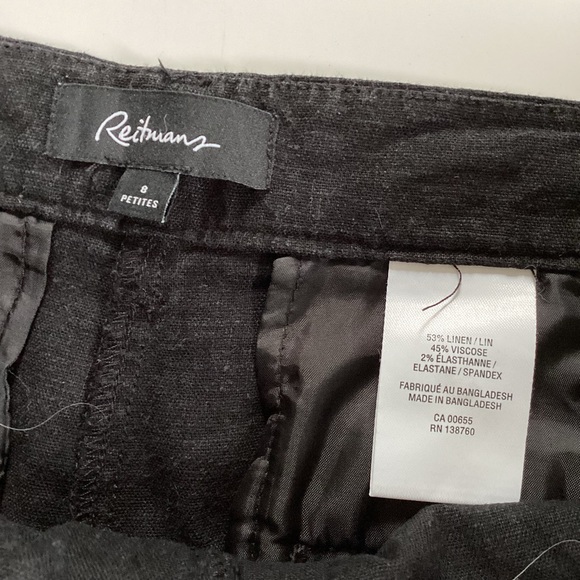 Reitmans
8
PETITES
53% LINEN / LIN
45% VISCOSE
2% ÉLASTHANNE /
ELASTANE / SPANDEX
FABRIQUÉ AU BANGLADESH
MADE IN BANGLADESH
CA 00655
RN 138760